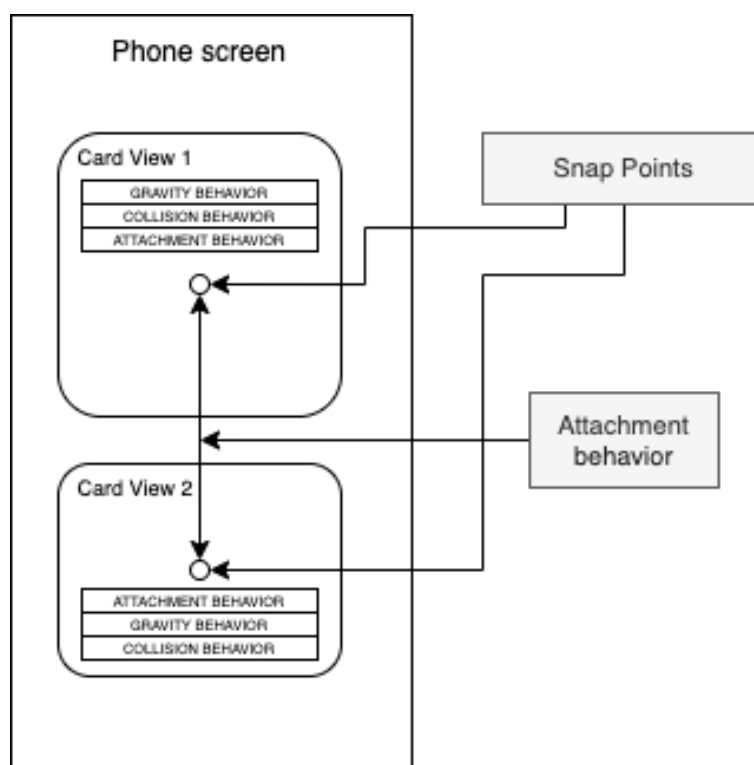 Phone screen
Card View 1
GRAVITY BEHAVIOR
COLLISION BEHAVIOR
ATTACHMENT BEHAVIOR
Snap Points
Attachment
behavior
Card View 2
ATTACHMENT BEHAVIOR
GRAVITY BEHAVIOR
COLLISION BEHAVIOR